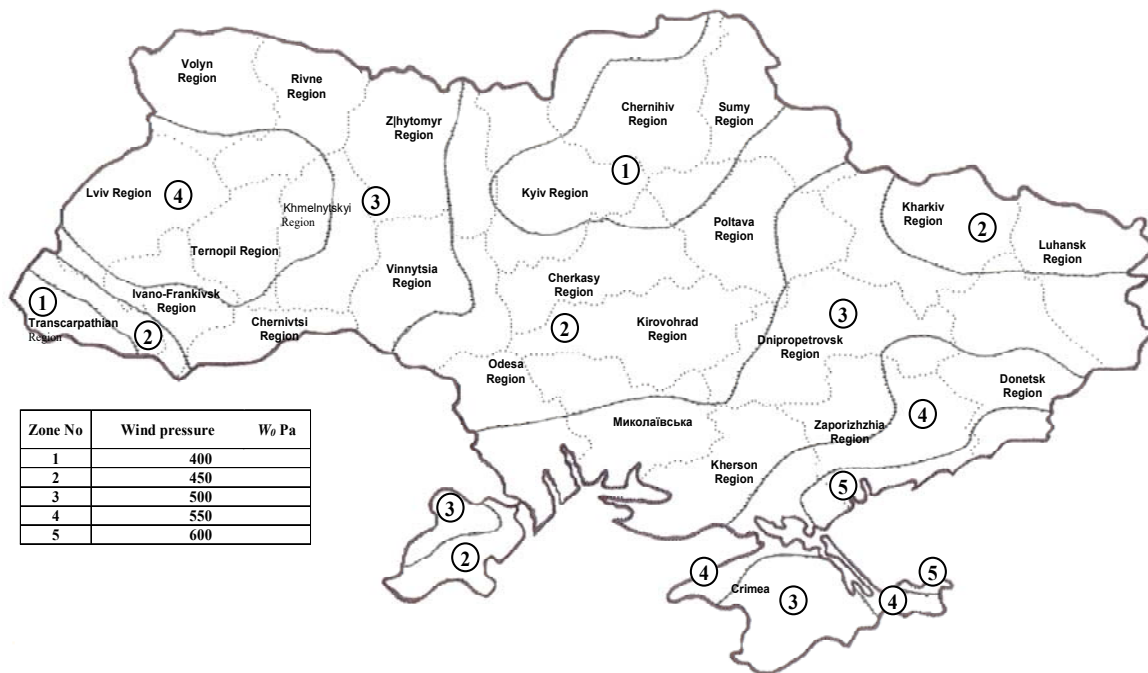 Volyn
Region
Rivne
Region
Z|hytomyr
Region
Chernihiv
Region
Sumy
Region
1
Kyiv Region
Lviv Region
4
3
Khmelnytskyi
Region
Ternopil Region
Vinnytsia
Region
Poltava
Region
Kharkiv
Region
2
Luhansk
Region
Cherkasy
Region
1
Transcarpathian
Region
2
Ivano-Frankivsk
Region
Chernivtsi
Region
2
Kirovohrad
Region
3
Dnipropetrovsk
Region
Odesa
Region
Donetsk
Region
4
Миколаївська
Zaporizhzhia
Region
Kherson
Region
5
Zone No Wind pressure W0 Pa
1 400
2 450
3 500
4 550
5 600
3
2
4
Crimea
3
5
4